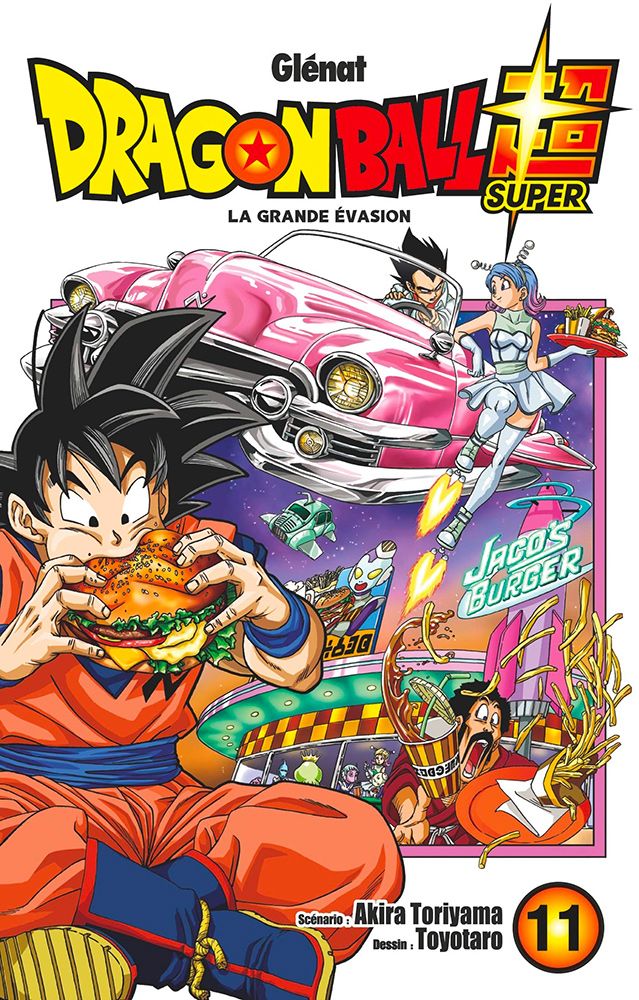 Glénat
DRAGON BALL 超
SUPER
LA GRANDE ÉVASION
JACO'S
BURGER
Scénario : Akira Toriyama
Dessin : Toyotaro
11